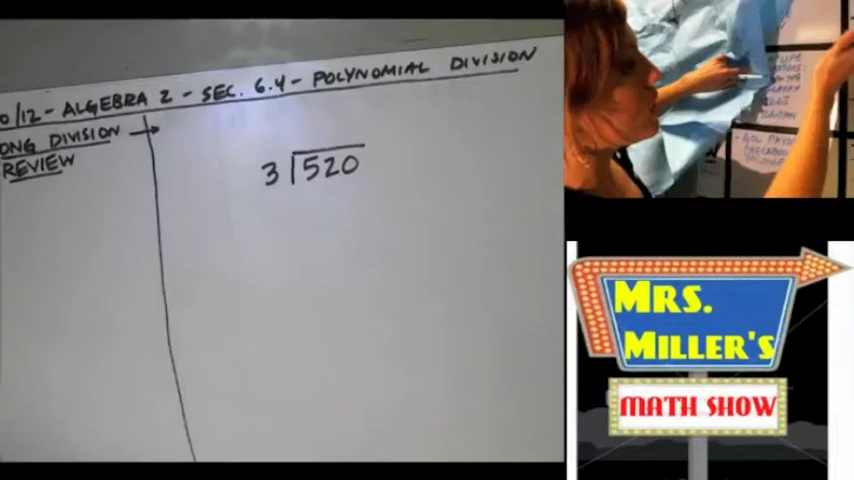 0/12 - ALGEBRA 2 - SEC. 6.4 - POLYNOMIAL DIVISION
ONG DIVISION →
REVIEW
3 520
MRS.
MILLER'S
MATH SHOW